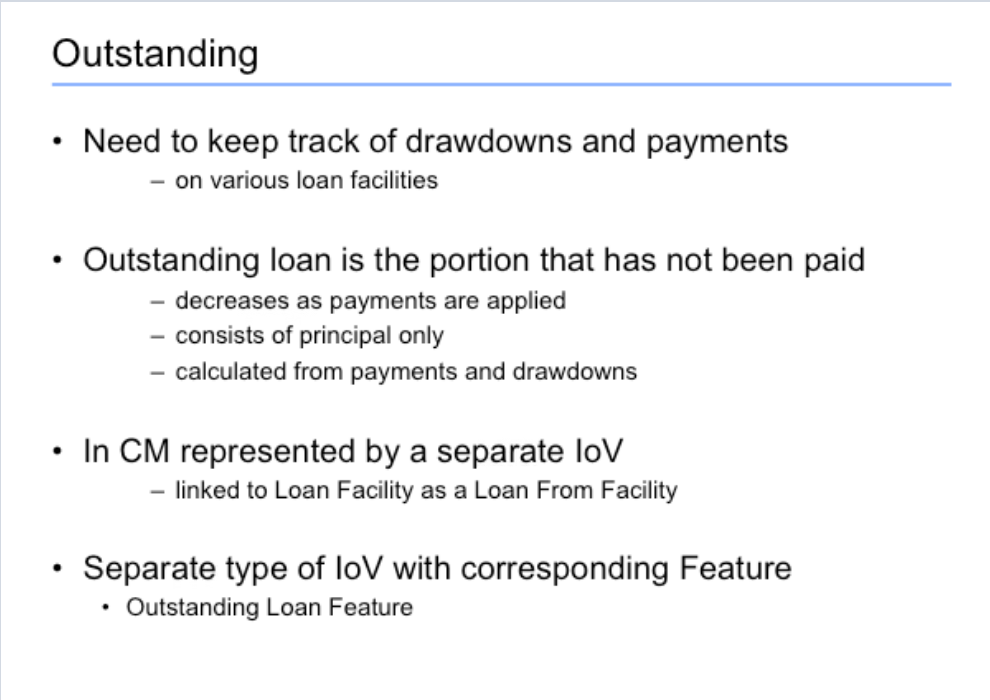 Outstanding
• Need to keep track of drawdowns and payments
– on various loan facilities
• Outstanding loan is the portion that has not been paid
– decreases as payments are applied
– consists of principal only
– calculated from payments and drawdowns
• In CM represented by a separate IoV
– linked to Loan Facility as a Loan From Facility
• Separate type of IoV with corresponding Feature
• Outstanding Loan Feature